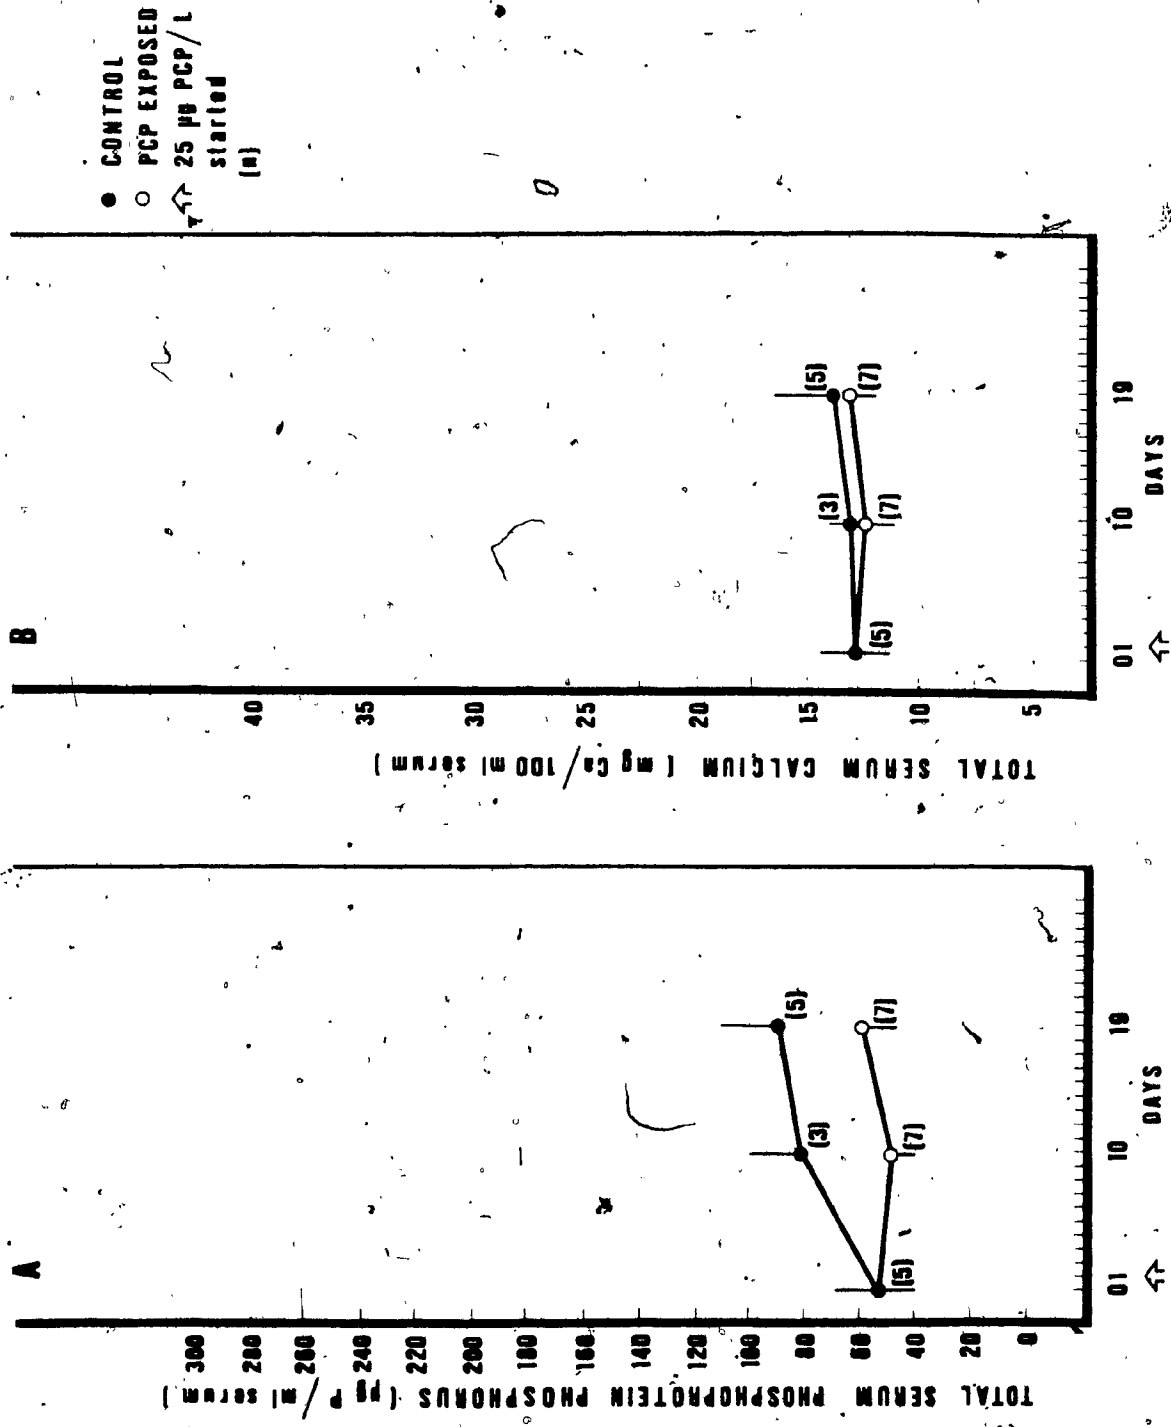 A
TOTAL SERUM PHOSPHOPROTEIN PHOSPHORUS (µg P/ml serum)
300
280
260
240
220
200
180
160
140
120
100
80
60
40
20
0
(5)
(3)
(5)
(7)
(7)
01 10 19
DAYS
B
TOTAL SERUM CALCIUM (mg Ca/100 ml serum)
40
35
30
25
20
15
10
5
(5)
(3)
(5)
(7)
(7)
01 10 19
DAYS
● CONTROL
○ PCP EXPOSED
⇧ 25 µg PCP/L
started
(n)